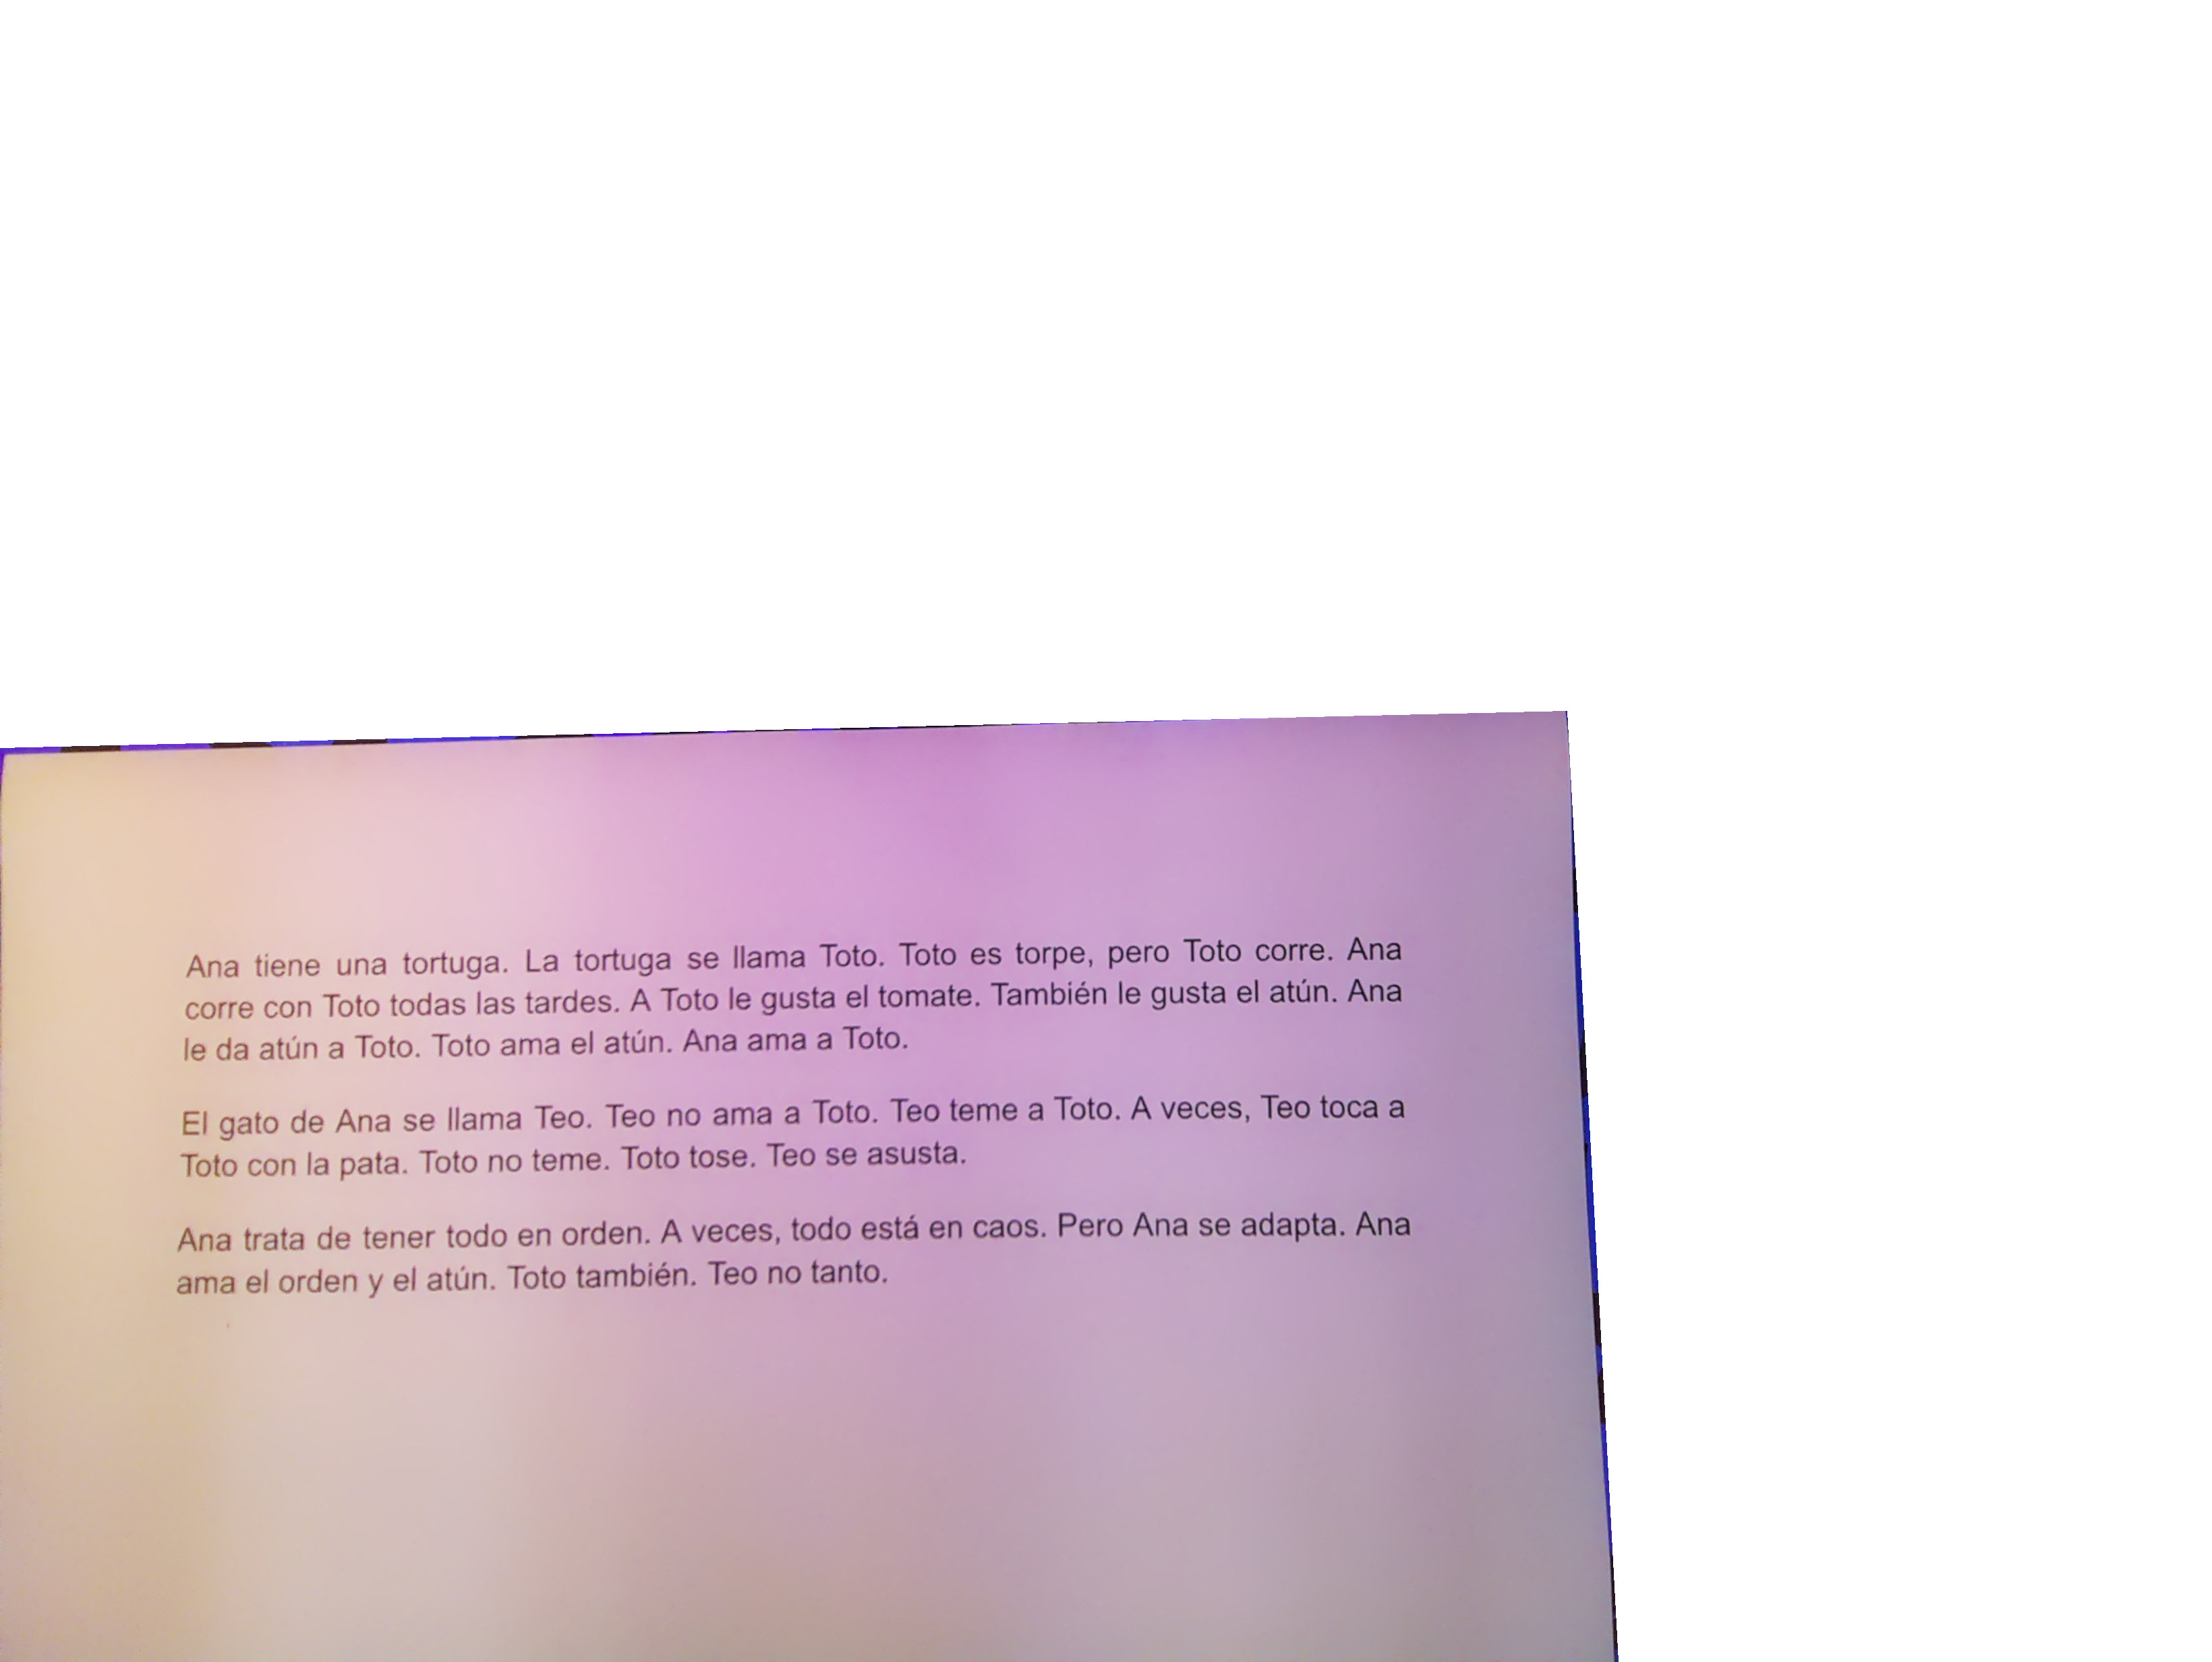 Ana tiene una tortuga. La tortuga se llama Toto. Toto es torpe, pero Toto corre. Ana
corre con Toto todas las tardes. A Toto le gusta el tomate. También le gusta el atún. Ana
le da atún a Toto. Toto ama el atún. Ana ama a Toto.
El gato de Ana se llama Teo. Teo no ama a Toto. Teo teme a Toto. A veces, Teo toca a
Toto con la pata. Toto no teme. Toto tose. Teo se asusta.
Ana trata de tener todo en orden. A veces, todo está en caos. Pero Ana se adapta. Ana
ama el orden y el atún. Toto también. Teo no tanto.